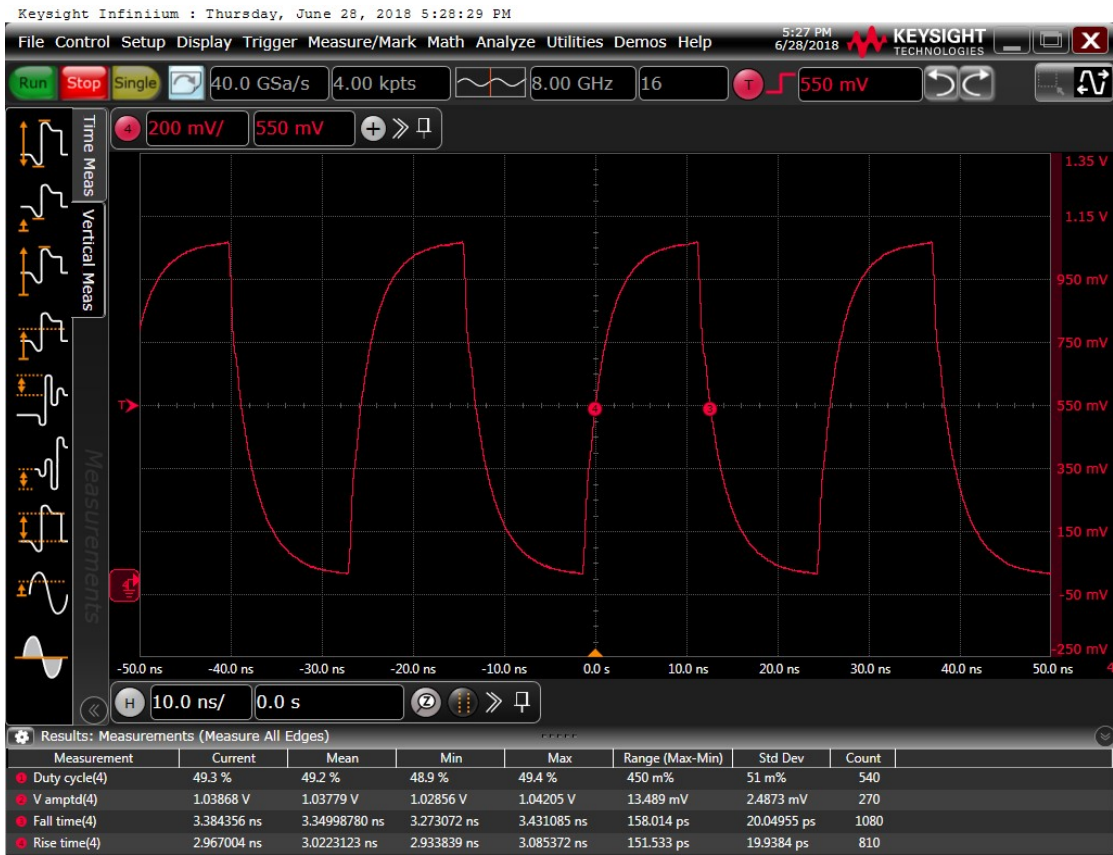 Keysight Infiniium : Thursday, June 28, 2018 5:28:29 PM
File Control Setup Display Trigger Measure/Mark Math Analyze Utilities Demos Help 5:27 PM 6/28/2018 KEYSIGHT TECHNOLOGIES X
Run Stop Single 40.0 GSa/s 4.00 kpts 8.00 GHz 16 T 550 mV
4 200 mV/ 550 mV +
Time Meas
Vertical Meas
Measurements
1.35 V
1.15 V
950 mV
750 mV
T 4 3 550 mV
350 mV
150 mV
-50 mV
-250 mV
-50.0 ns -40.0 ns -30.0 ns -20.0 ns -10.0 ns 0.0 s 10.0 ns 20.0 ns 30.0 ns 40.0 ns 50.0 ns 4
H 10.0 ns/ 0.0 s Z
Results: Measurements (Measure All Edges)
Measurement Current Mean Min Max Range (Max-Min) Std Dev Count
1 Duty cycle(4) 49.3 % 49.2 % 48.9 % 49.4 % 450 m% 51 m% 540
2 V amptd(4) 1.03868 V 1.03779 V 1.02856 V 1.04205 V 13.489 mV 2.4873 mV 270
3 Fall time(4) 3.384356 ns 3.34998780 ns 3.273072 ns 3.431085 ns 158.014 ps 20.04955 ps 1080
4 Rise time(4) 2.967004 ns 3.0223123 ns 2.933839 ns 3.085372 ns 151.533 ps 19.9384 ps 810